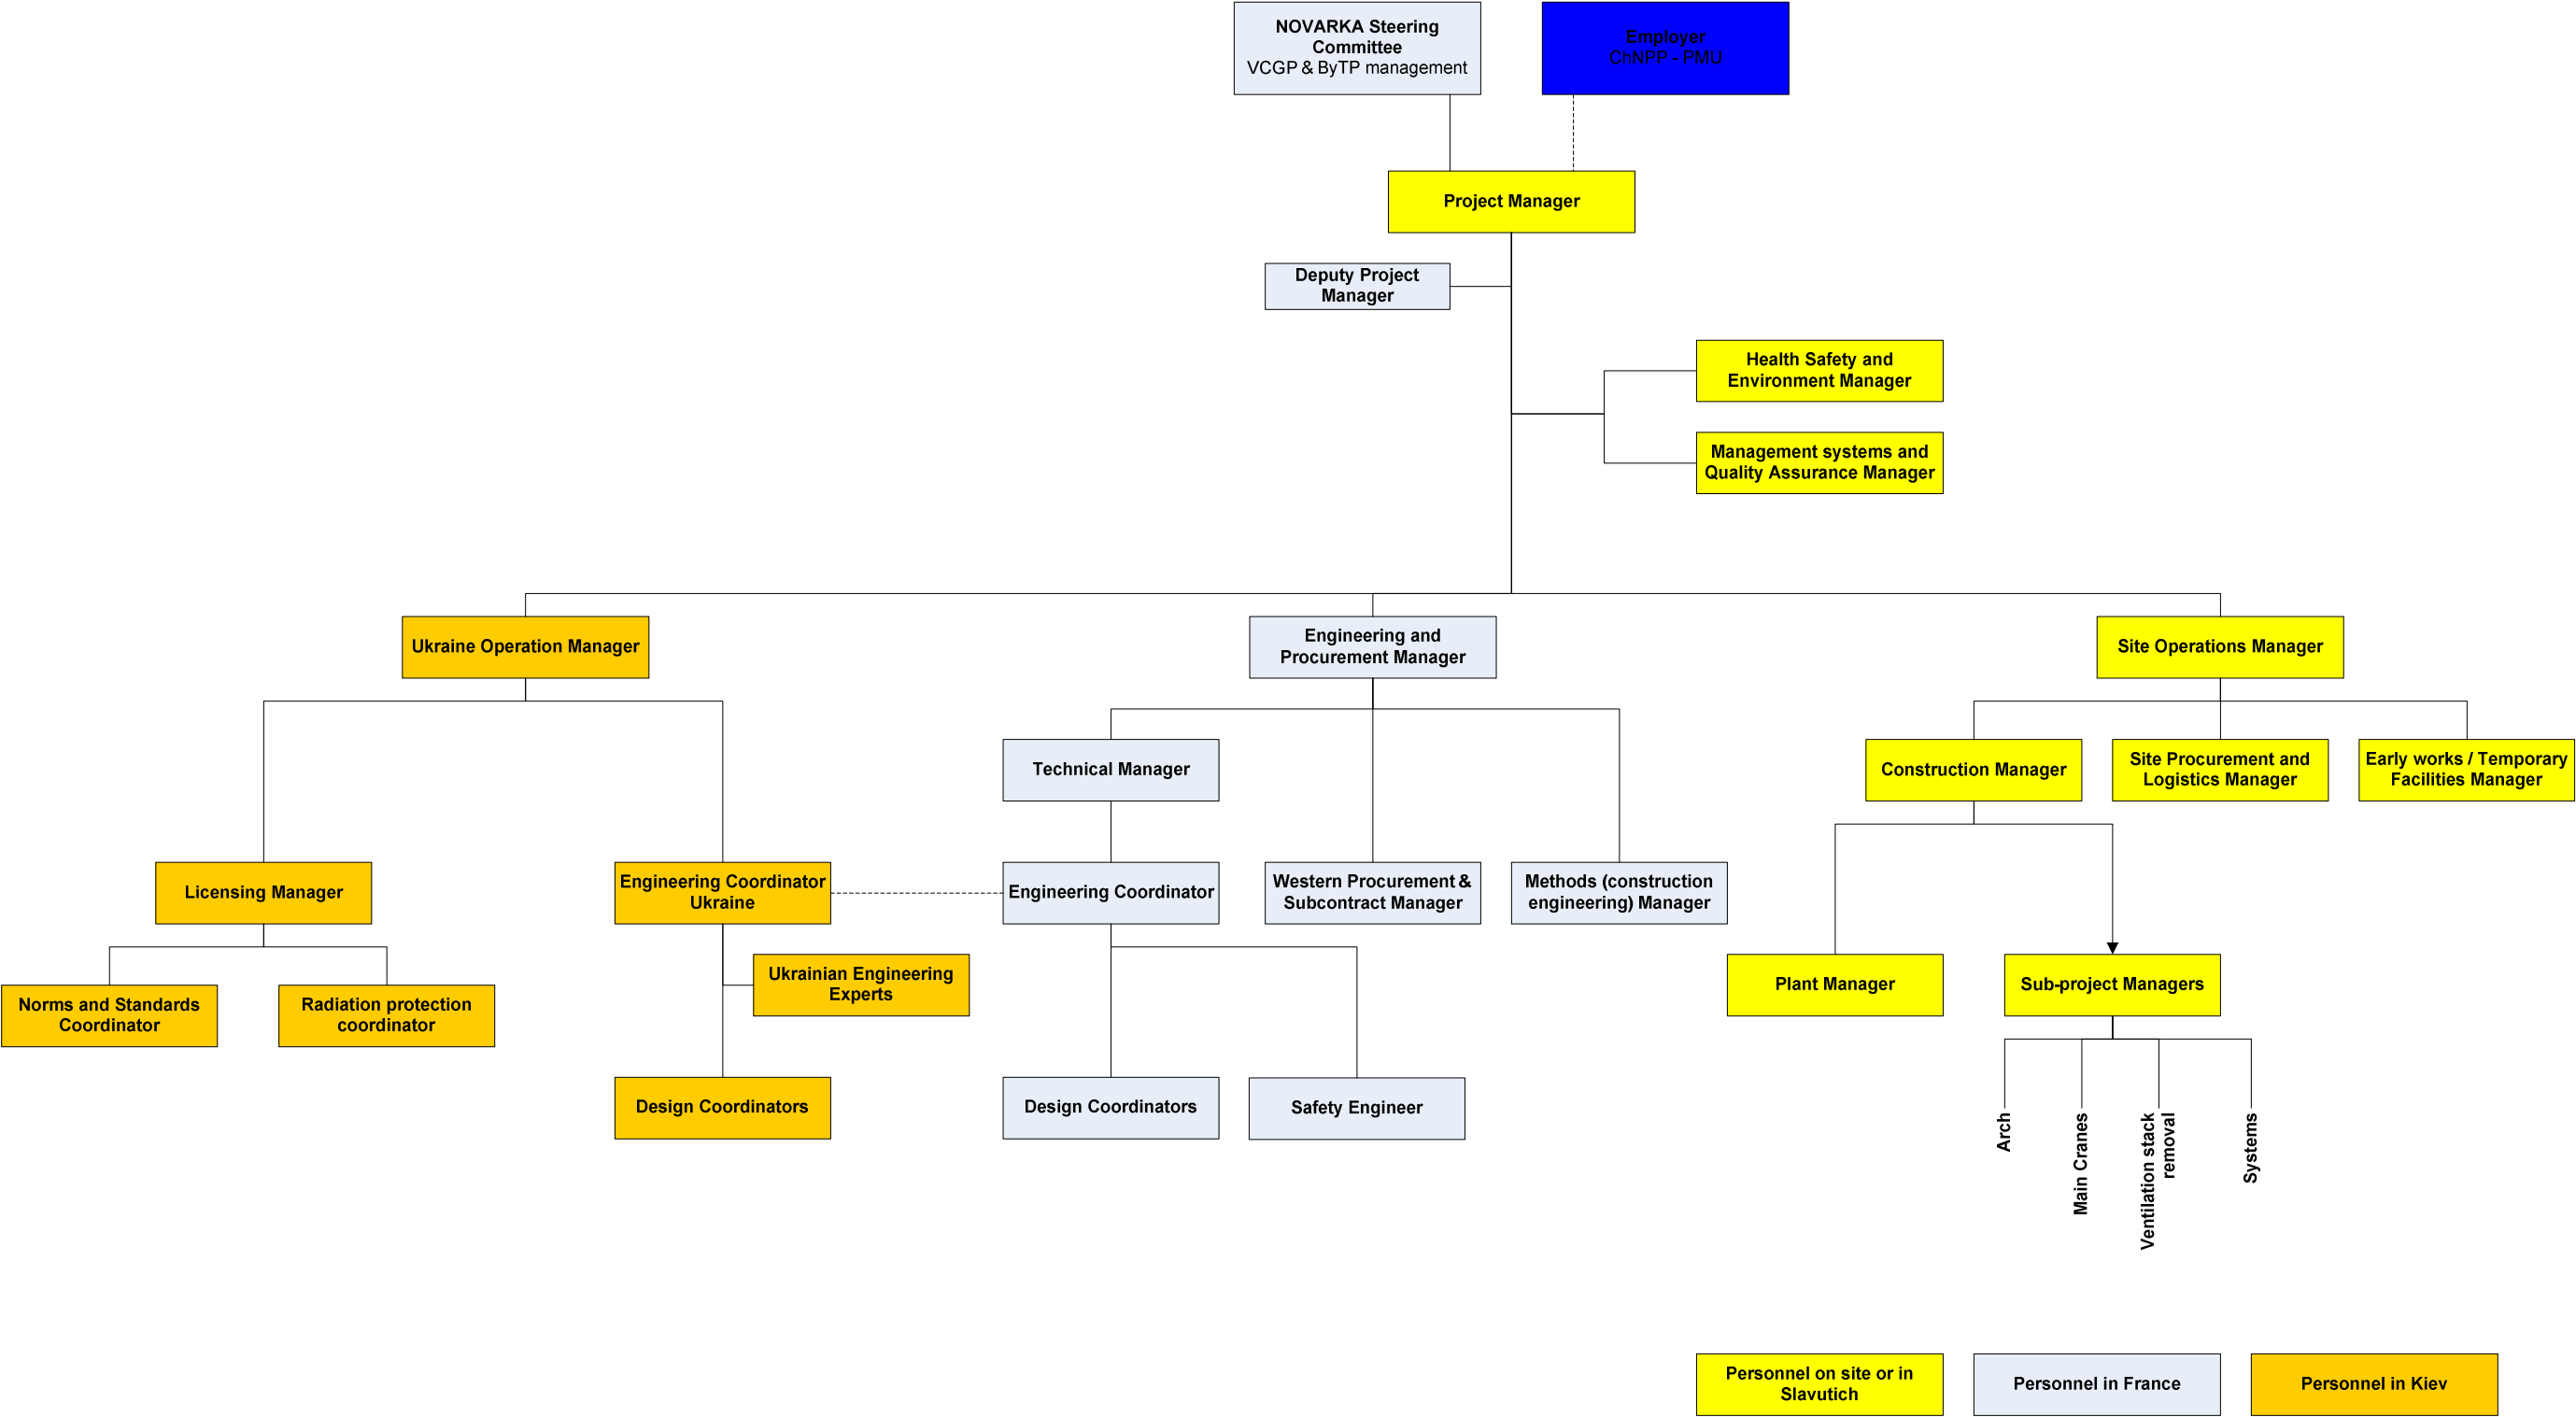 NOVARKA Steering
Committee
VCGP & ByTP management
Employer
ChNPP - PMU
Project Manager
Deputy Project
Manager
Health Safety and
Environment Manager
Management systems and
Quality Assurance Manager
Ukraine Operation Manager
Engineering and
Procurement Manager
Site Operations Manager
Technical Manager
Construction Manager
Site Procurement and
Logistics Manager
Early works / Temporary
Facilities Manager
Licensing Manager
Engineering Coordinator
Ukraine
Engineering Coordinator
Western Procurement &
Subcontract Manager
Methods (construction
engineering) Manager
Norms and Standards
Coordinator
Radiation protection
coordinator
Ukrainian Engineering
Experts
Plant Manager
Sub-project Managers
Design Coordinators
Design Coordinators
Safety Engineer
Arch
Main Cranes
Ventilation stack
removal
Systems
Personnel on site or in
Slavutich
Personnel in France
Personnel in Kiev